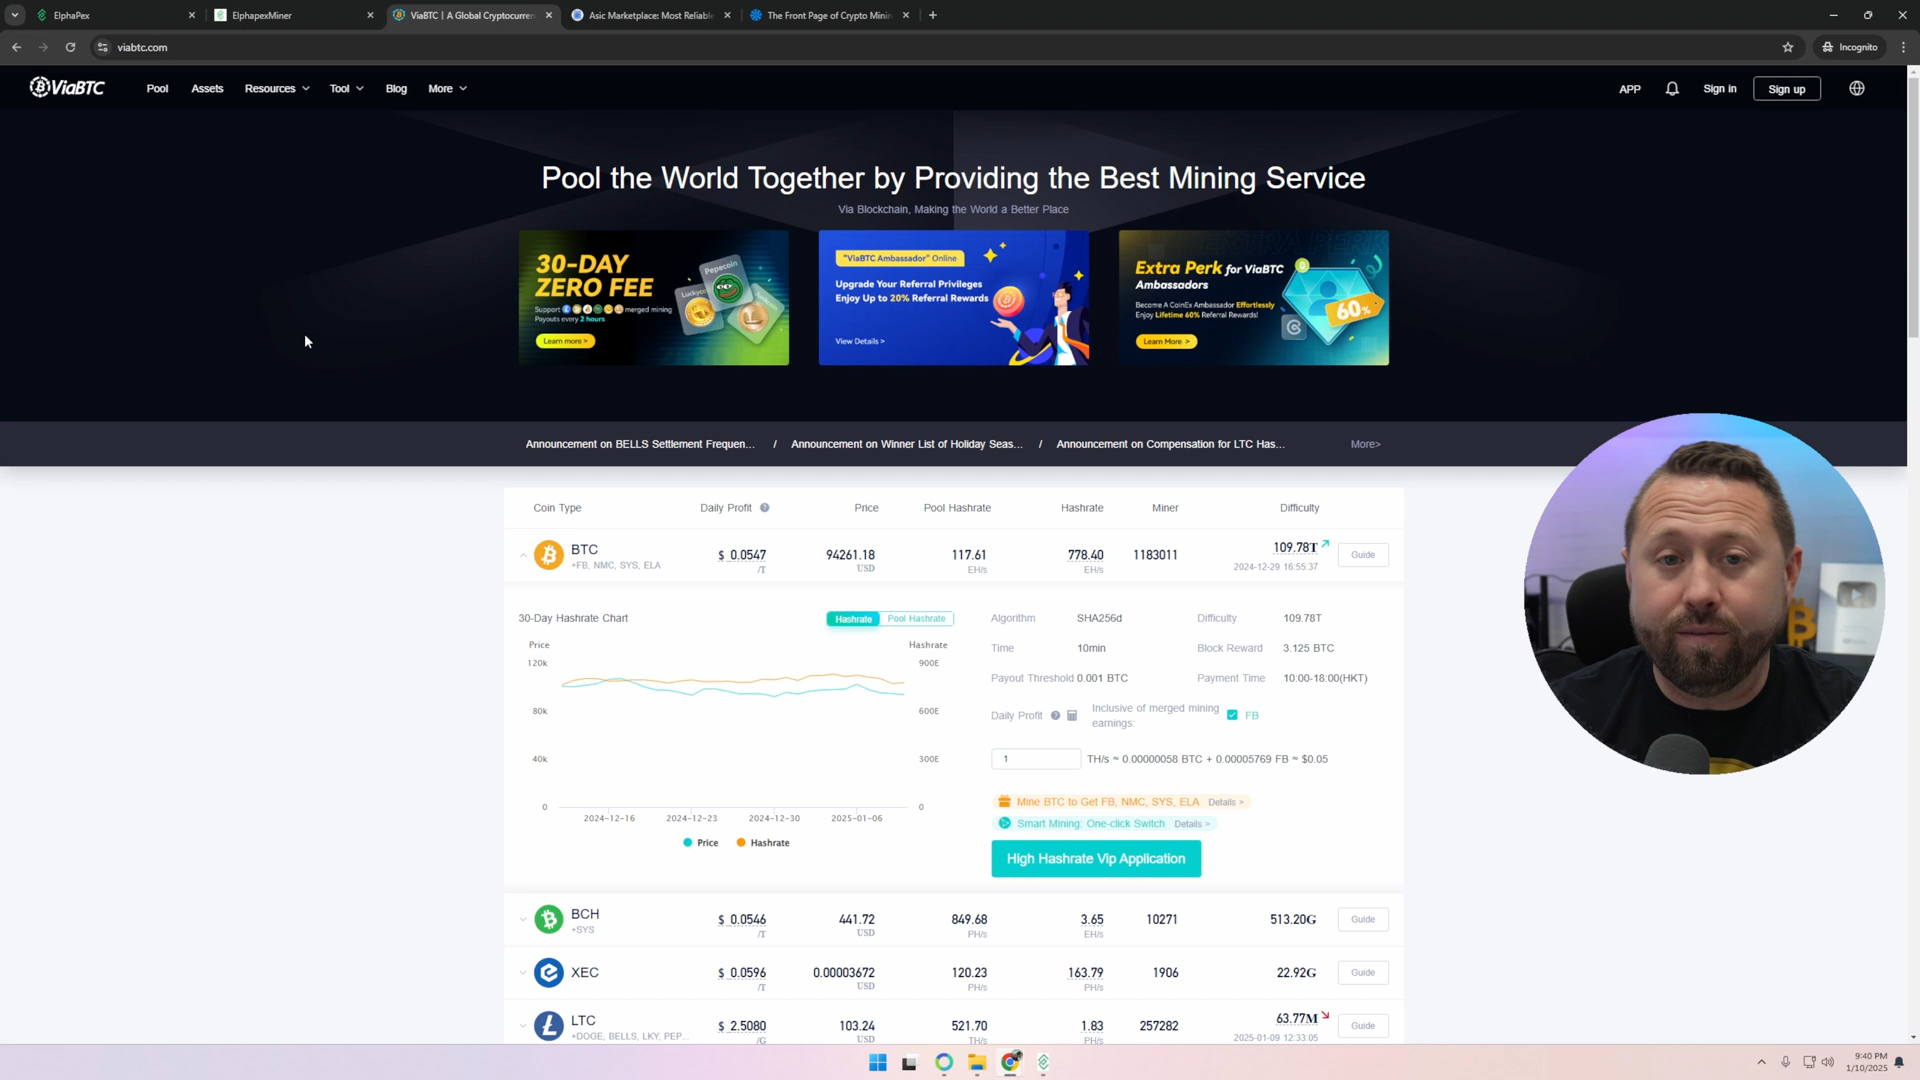 ElphaPex
ElphapexMiner
ViaBTC | A Global Cryptocurren
Asic Marketplace: Most Reliable
The Front Page of Crypto Minin
viabtc.com
Incognito
ViaBTC
Pool
Assets
Resources
Tool
Blog
More
APP
Sign in
Sign up
Pool the World Together by Providing the Best Mining Service
Via Blockchain, Making the World a Better Place
30-DAY
ZERO FEE
Support merged mining
Payouts every 2 hours
Learn more >
Pepecoin
"ViaBTC Ambassador" Online
Upgrade Your Referral Privileges
Enjoy Up to 20% Referral Rewards
View Details >
Extra Perk for ViaBTC
Ambassadors
Become A CoinEx Ambassador Effortlessly
Enjoy Lifetime 60% Referral Rewards!
Learn More >
60%
Announcement on BELLS Settlement Frequen... / Announcement on Winner List of Holiday Seas... / Announcement on Compensation for LTC Has...
More>
Coin Type Daily Profit Price Pool Hashrate Hashrate Miner Difficulty
BTC $ 0.0547 94261.18 117.61 778.40 1183011 109.78T Guide
+FB, NMC, SYS, ELA /T USD EH/s EH/s 2024-12-29 16:55:37
30-Day Hashrate Chart
Hashrate Pool Hashrate
Price Hashrate
120k 900E
80k 600E
40k 300E
0 0
2024-12-16 2024-12-23 2024-12-30 2025-01-06
Price Hashrate
Algorithm SHA256d Difficulty 109.78T
Time 10min Block Reward 3.125 BTC
Payout Threshold 0.001 BTC Payment Time 10:00-18:00(HKT)
Daily Profit Inclusive of merged mining
earnings: FB
1 TH/s ≈ 0.00000058 BTC + 0.00005769 FB ≈ $0.05
Mine BTC to Get FB, NMC, SYS, ELA Details >
Smart Mining: One-click Switch Details >
High Hashrate Vip Application
BCH $ 0.0546 441.72 849.68 3.65 10271 513.20G Guide
+SYS /T USD PH/s EH/s
XEC $ 0.0596 0.00003672 120.23 163.79 1906 22.92G Guide
/T USD PH/s PH/s
LTC $ 2.5080 103.24 521.70 1.83 257282 63.77M Guide
+DOGE, BELLS, LKY, PEP... /G USD TH/s PH/s 2025-01-09 12:33:05
9:40 PM
1/10/2025